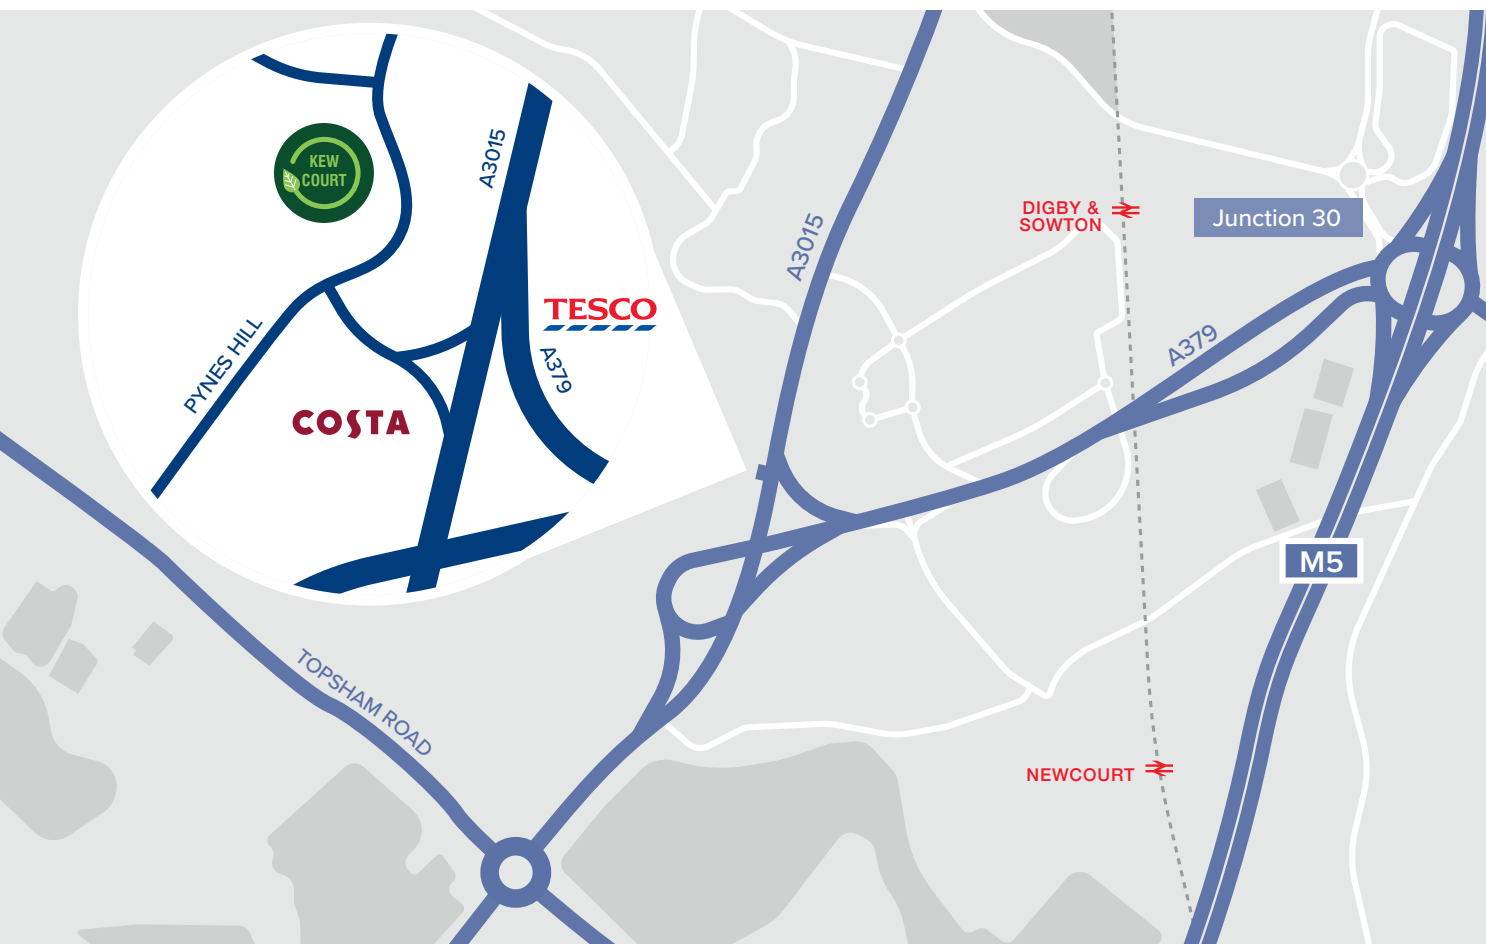 KEW
COURT
A3015
TESCO
A379
PYNES HILL
COSTA
A3015
DIGBY &
SOWTON
Junction 30
A379
M5
TOPSHAM ROAD
NEWCOURT